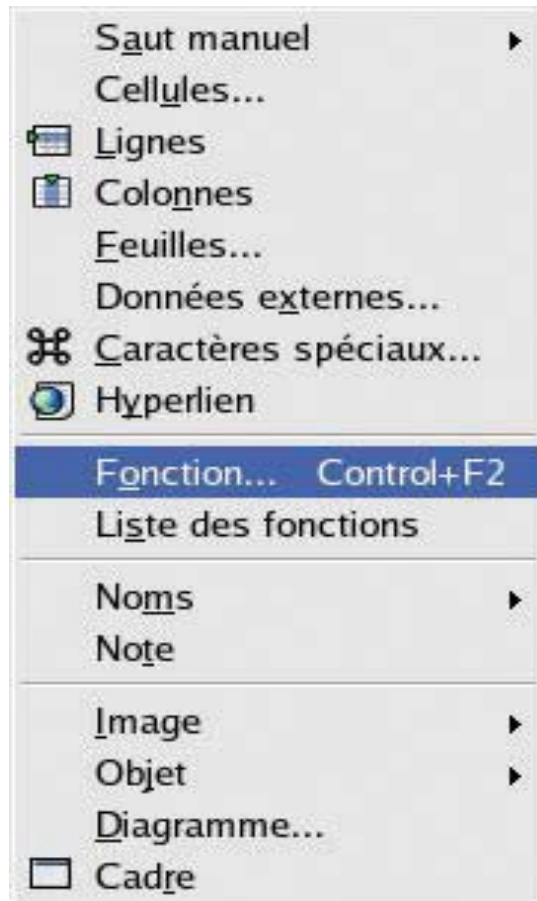 Saut manuel
Cellules...
Lignes
Colonnes
Feuilles...
Données externes...
Caractères spéciaux...
Hyperlien
Fonction... Control+F2
Liste des fonctions
Noms
Note
Image
Objet
Diagramme...
Cadre